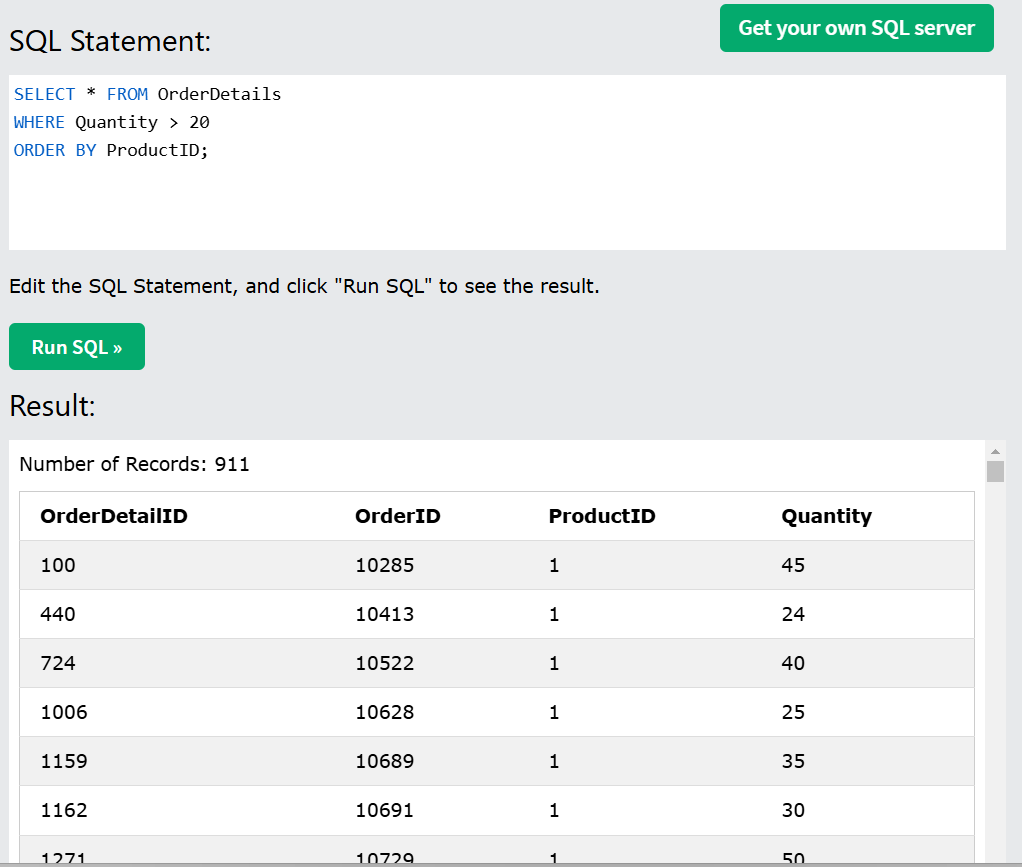 SQL Statement:
Get your own SQL server
SELECT * FROM OrderDetails
WHERE Quantity > 20
ORDER BY ProductID;
Edit the SQL Statement, and click "Run SQL" to see the result.
Run SQL »
Result:
Number of Records: 911
OrderDetailID OrderID ProductID Quantity
100 10285 1 45
440 10413 1 24
724 10522 1 40
1006 10628 1 25
1159 10689 1 35
1162 10691 1 30
1271 10729 1 50